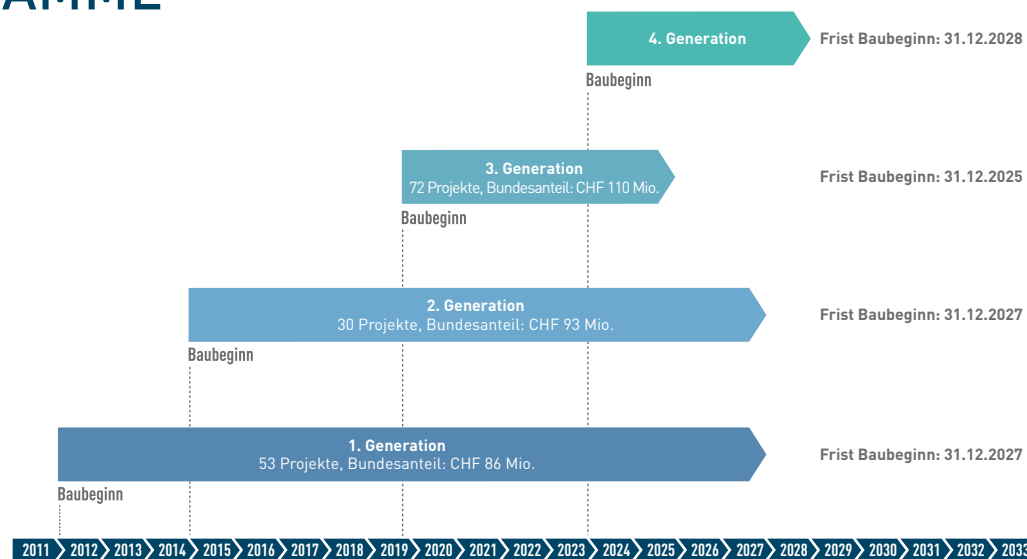 4. Generation
Frist Baubeginn: 31.12.2028
Baubeginn
3. Generation
72 Projekte, Bundesanteil: CHF 110 Mio.
Frist Baubeginn: 31.12.2025
Baubeginn
2. Generation
30 Projekte, Bundesanteil: CHF 93 Mio.
Frist Baubeginn: 31.12.2027
Baubeginn
1. Generation
53 Projekte, Bundesanteil: CHF 86 Mio.
Frist Baubeginn: 31.12.2027
Baubeginn
2011 2012 2013 2014 2015 2016 2017 2018 2019 2020 2021 2022 2023 2024 2025 2026 2027 2028 2029 2030 2031 2032 2033